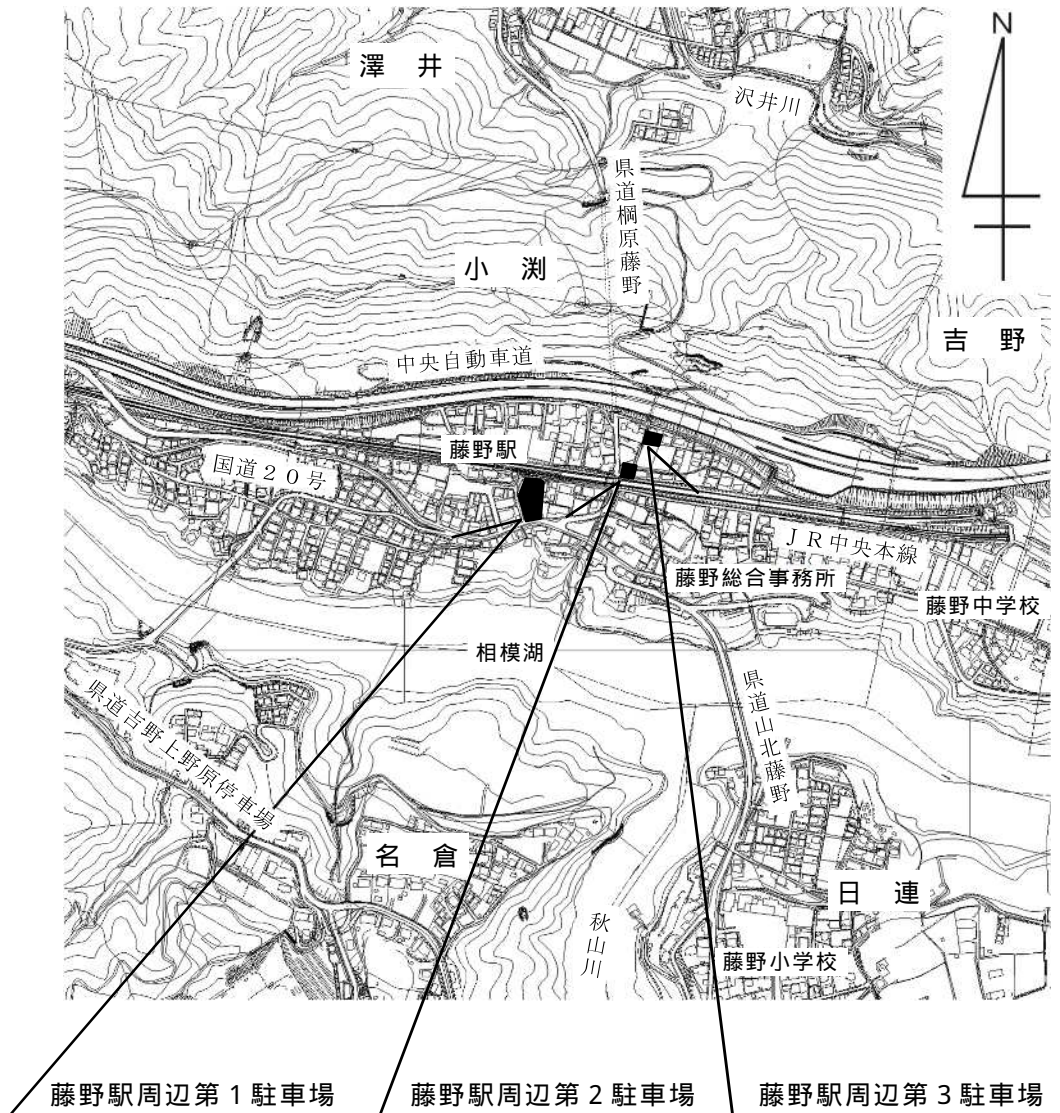 N
澤 井
沢井川
県道棡原藤野
小 渕
吉 野
中央自動車道
藤野駅
国道20号
JR中央本線
藤野総合事務所
藤野中学校
相模湖
県道山北藤野
県道吉野上野原停車場
名 倉
日 連
秋山川
藤野小学校
藤野駅周辺第1駐車場
藤野駅周辺第2駐車場
藤野駅周辺第3駐車場